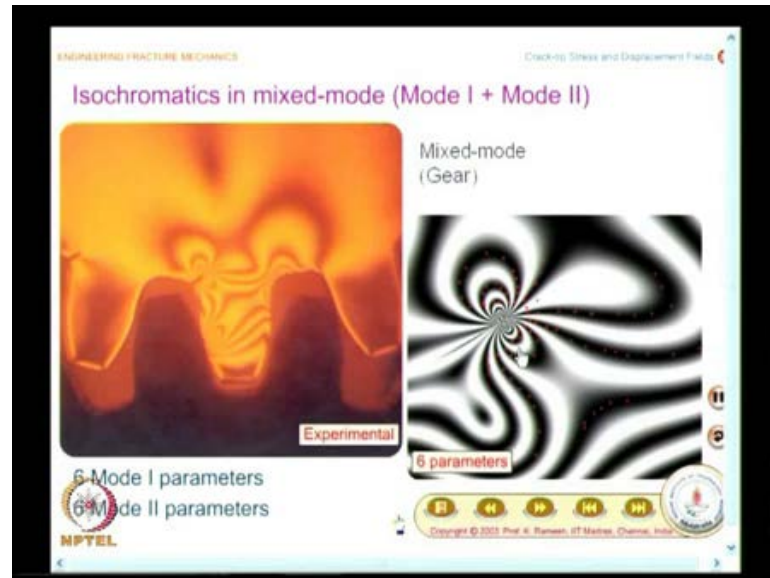 ENGINEERING FRACTURE MECHANICS
Crack-tip Stress and Displacement Fields
Isochromatics in mixed-mode (Mode I + Mode II)
Mixed-mode
(Gear)
Experimental
6 parameters
6 Mode I parameters
6 Mode II parameters
NPTEL
Copyright © 2003 Prof. K. Ramesh, IIT Madras, Chennai, India